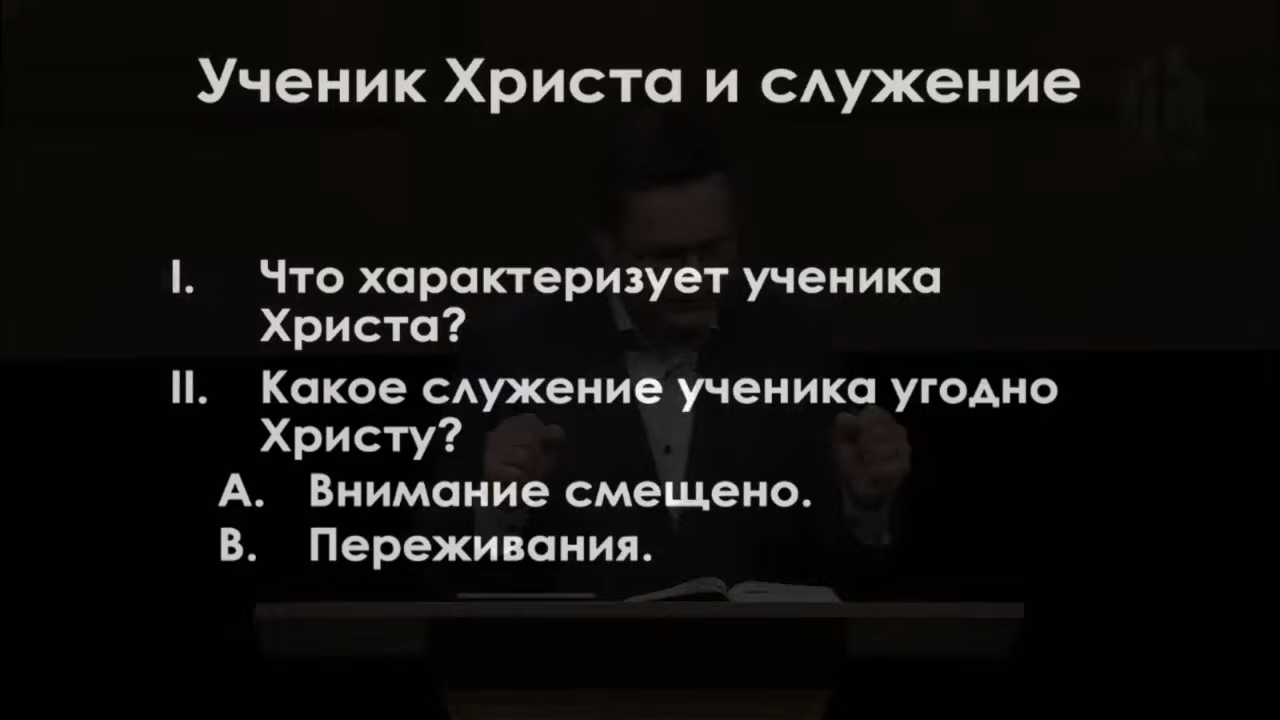 Ученик Христа и служение
I. Что характеризует ученика
Христа?
II. Какое служение ученика угодно
Христу?
A. Внимание смещено.
B. Переживания.